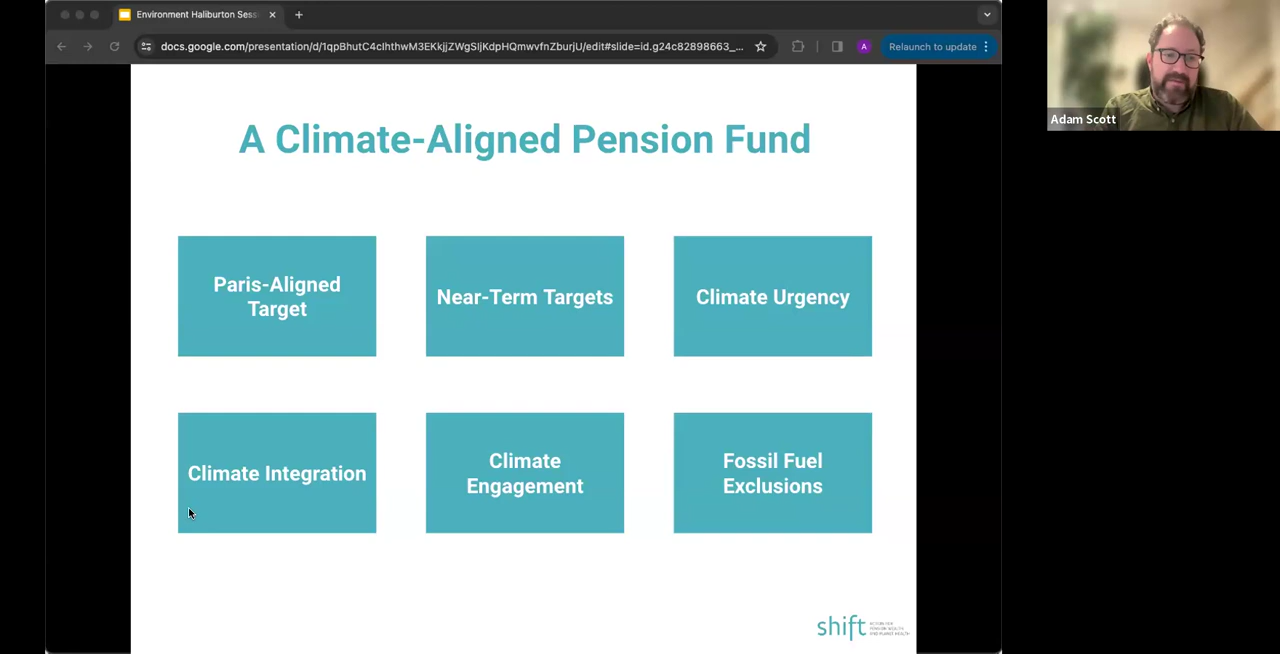 Environment Haliburton Sess
docs.google.com/presentation/d/1qpBhutC4cIhthwM3EKkjjZWgSIjKdpHQmwvfnZburjU/edit#slide=id.g24c82898663_...
A
Relaunch to update
Adam Scott
A Climate-Aligned Pension Fund
Paris-Aligned
Target
Near-Term Targets
Climate Urgency
Climate Integration
Climate
Engagement
Fossil Fuel
Exclusions
shift